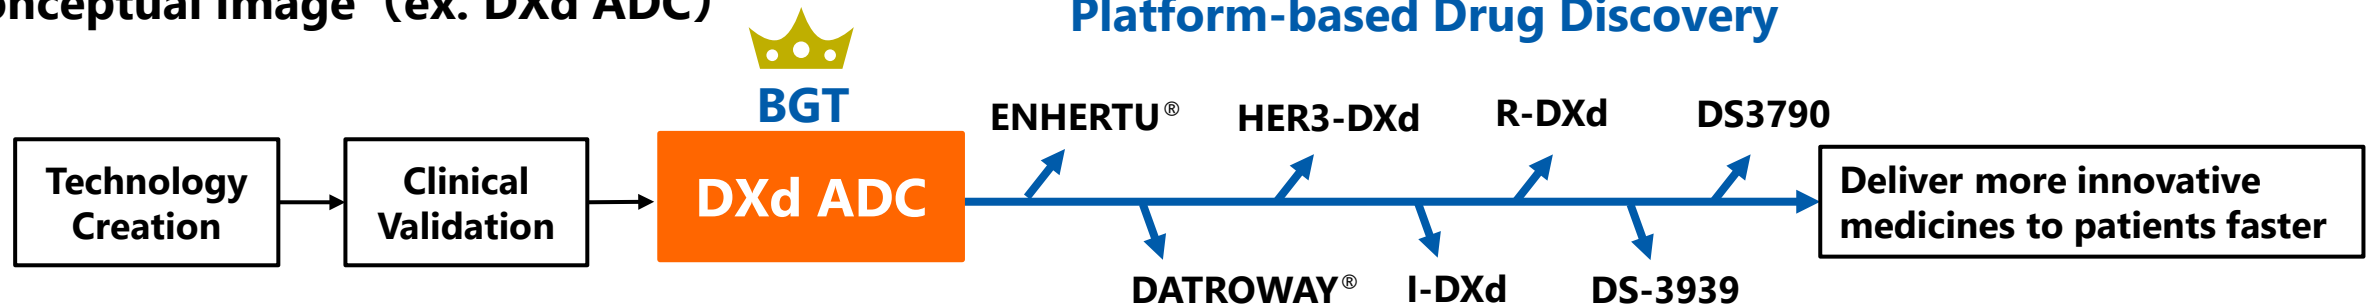 onceptual Image（ex. DXd ADC）
Platform-based Drug Discovery
BGT
ENHERTU®
HER3-DXd
R-DXd
DS3790
Technology
Creation
Clinical
Validation
DXd ADC
Deliver more innovative
medicines to patients faster
DATROWAY®
I-DXd
DS-3939